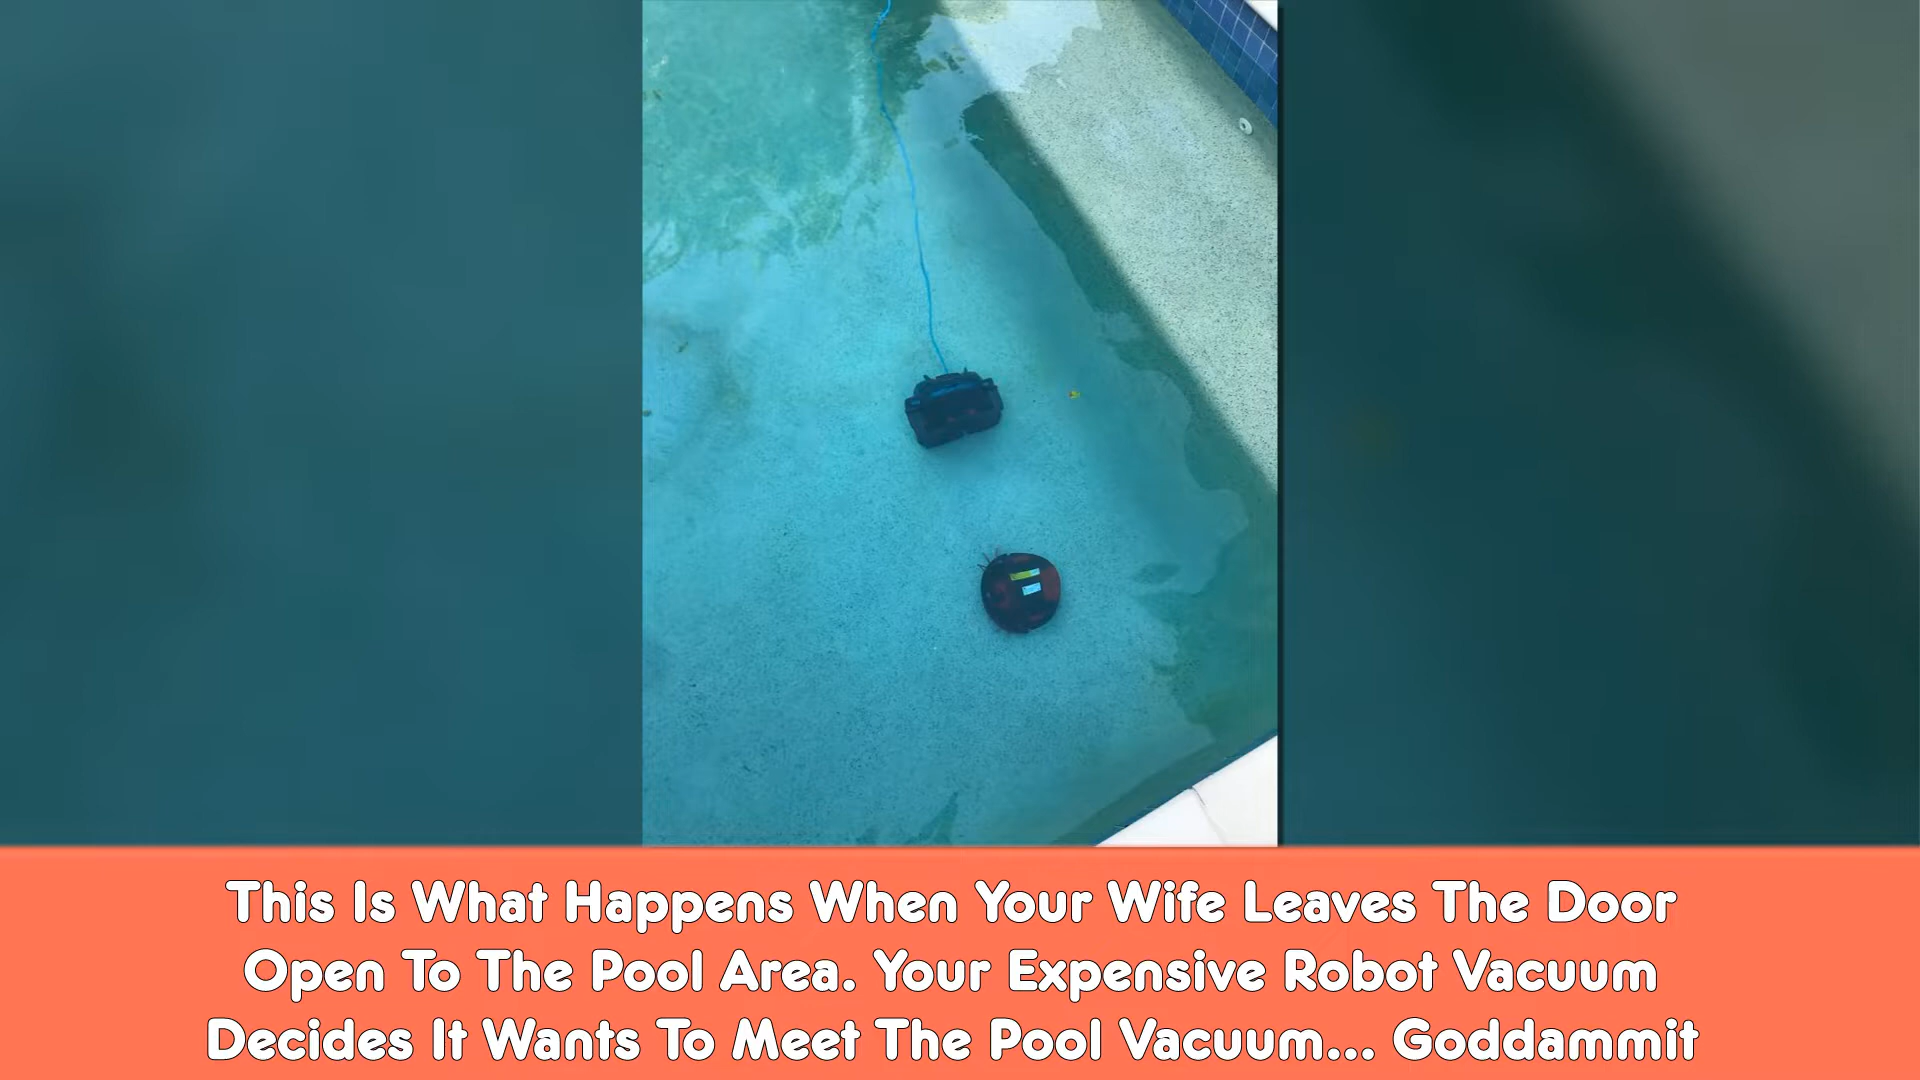 This Is What Happens When Your Wife Leaves The Door
Open To The Pool Area. Your Expensive Robot Vacuum
Decides It Wants To Meet The Pool Vacuum... Goddammit